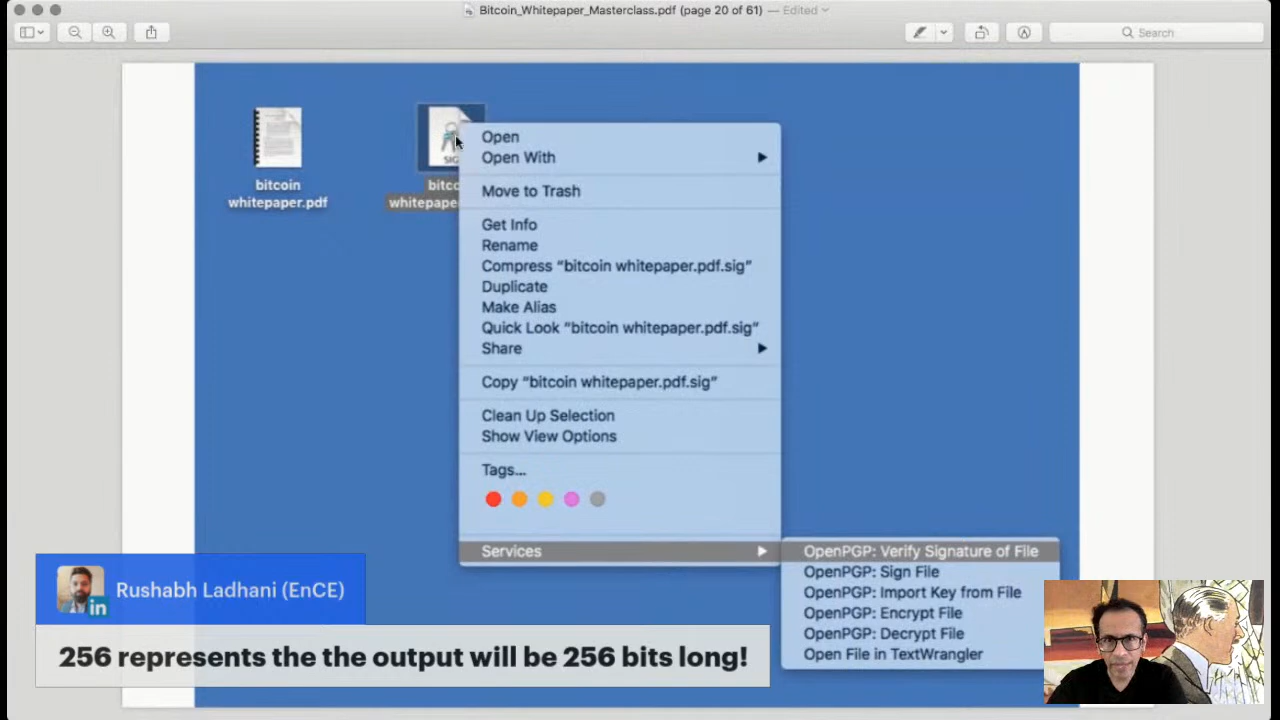 Bitcoin_Whitepaper_Masterclass.pdf (page 20 of 61) — Edited
Search
bitcoin
whitepaper.pdf
SIG
bitco
whitepape
Open
Open With
Move to Trash
Get Info
Rename
Compress “bitcoin whitepaper.pdf.sig”
Duplicate
Make Alias
Quick Look “bitcoin whitepaper.pdf.sig”
Share
Copy “bitcoin whitepaper.pdf.sig”
Clean Up Selection
Show View Options
Tags...
Services
OpenPGP: Verify Signature of File
OpenPGP: Sign File
OpenPGP: Import Key from File
OpenPGP: Encrypt File
OpenPGP: Decrypt File
Open File in TextWrangler
in
Rushabh Ladhani (EnCE)
256 represents the the output will be 256 bits long!